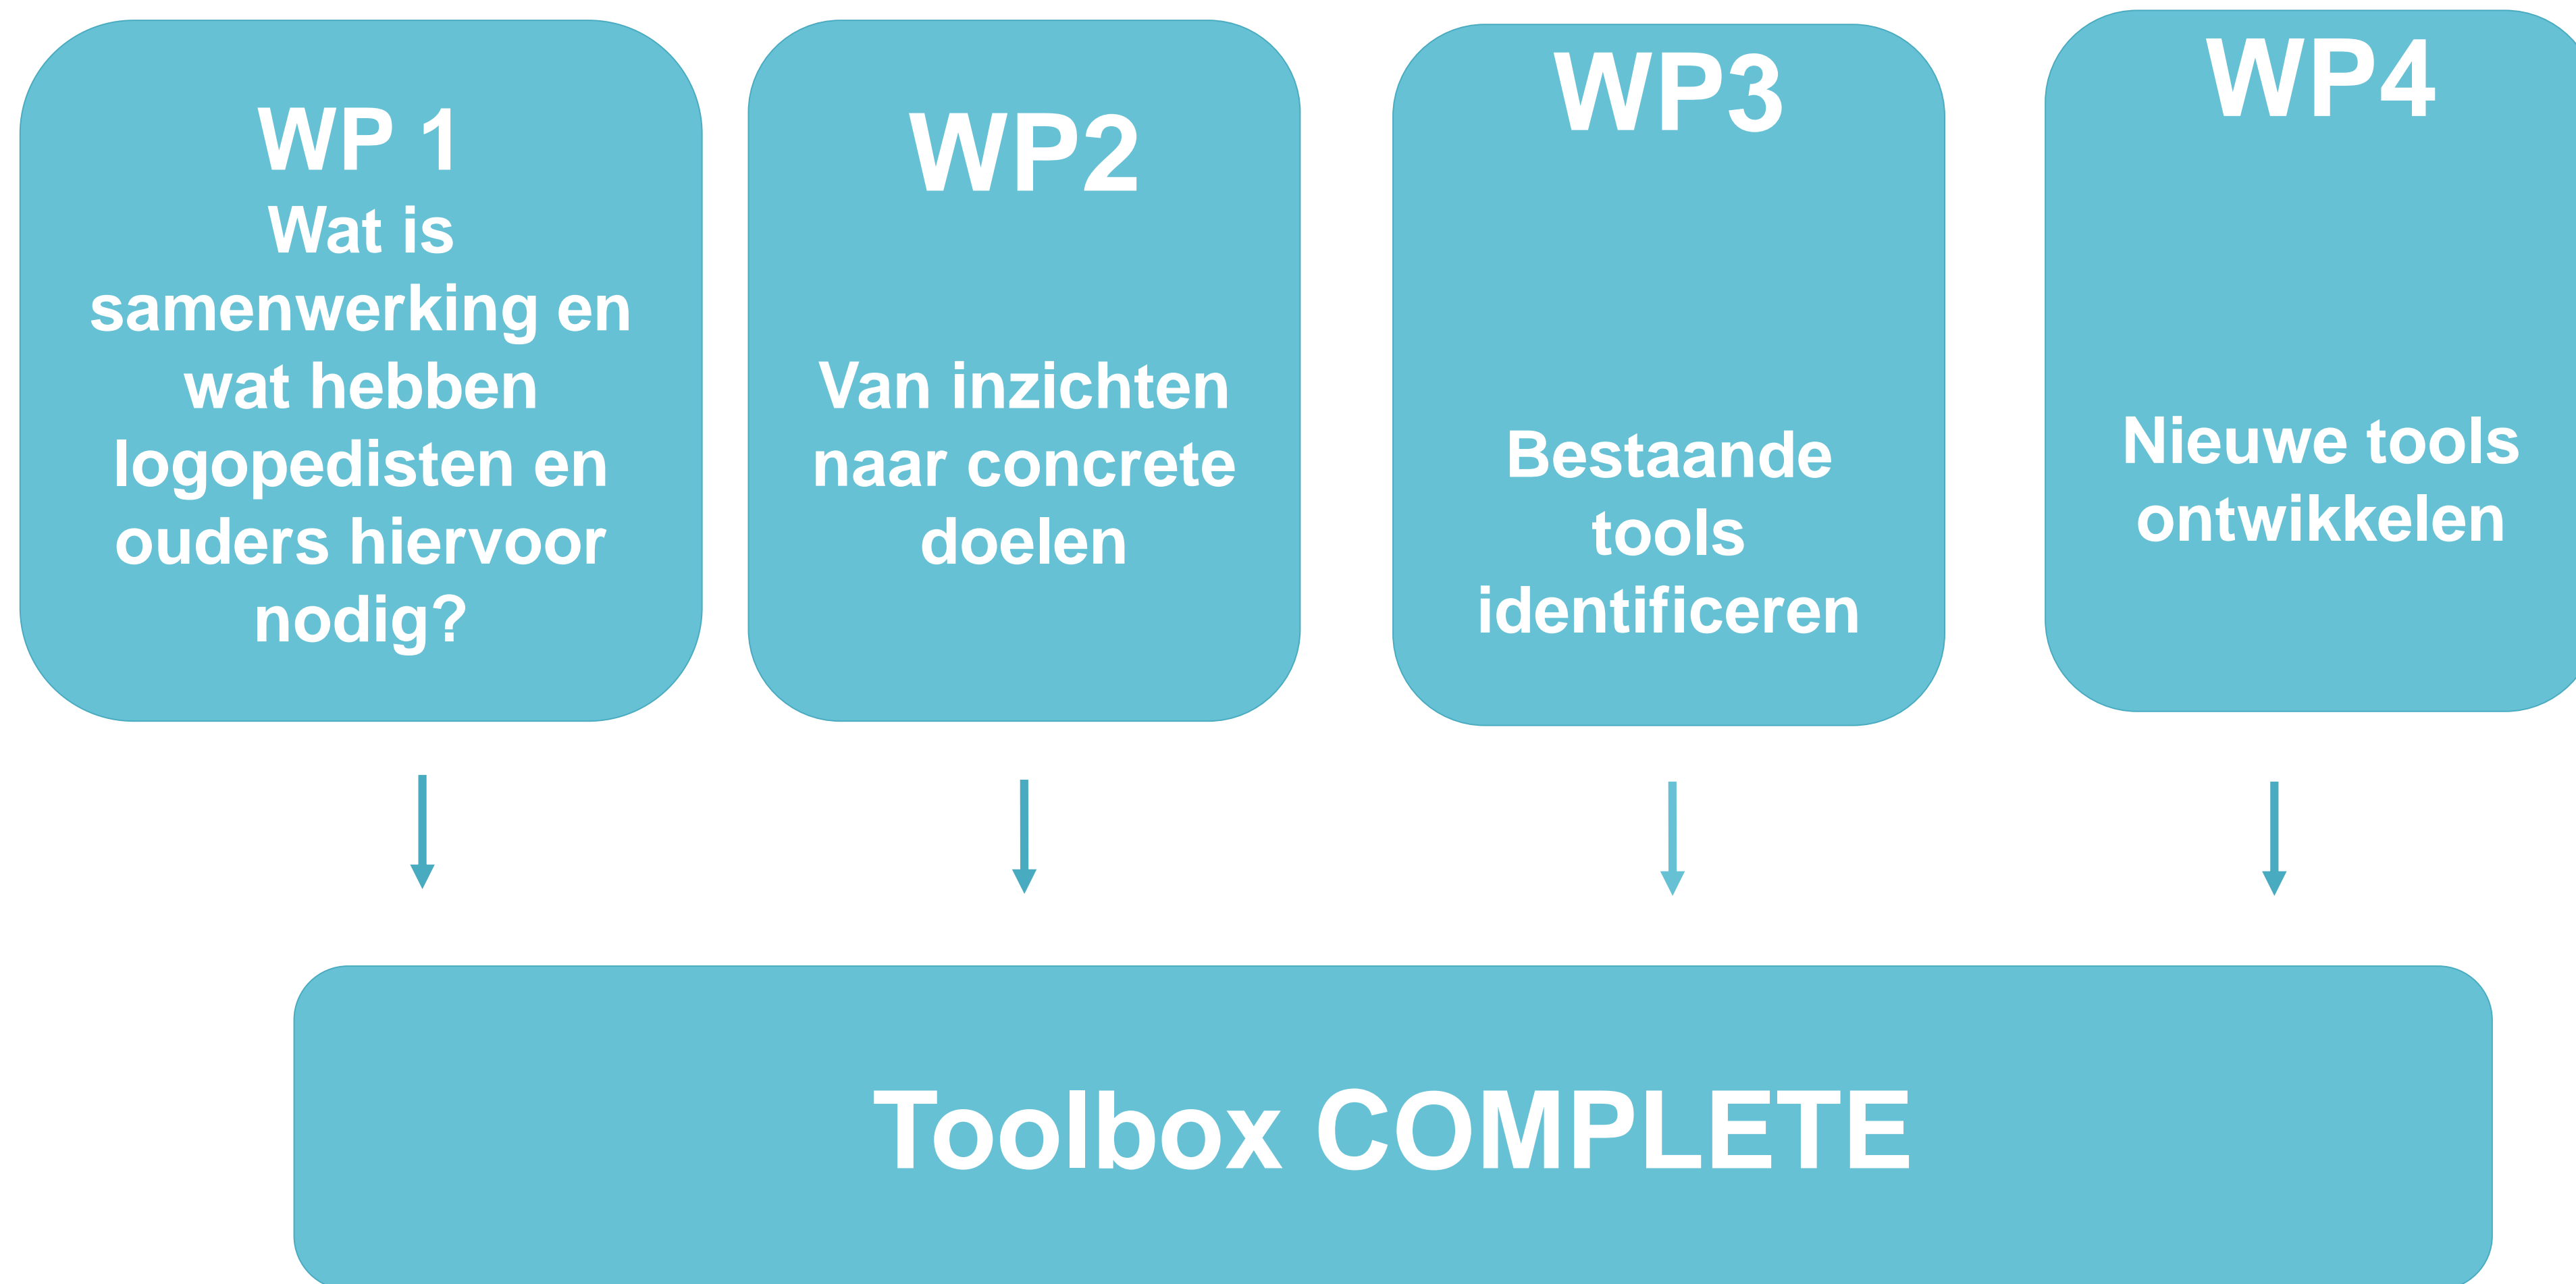 WP 1
Wat is
samenwerking en
wat hebben
logopedisten en
ouders hiervoor
nodig?
WP2
Van inzichten
naar concrete
doelen
WP3
Bestaande
tools
identificeren
WP4
Nieuwe tools
ontwikkelen
Toolbox COMPLETE